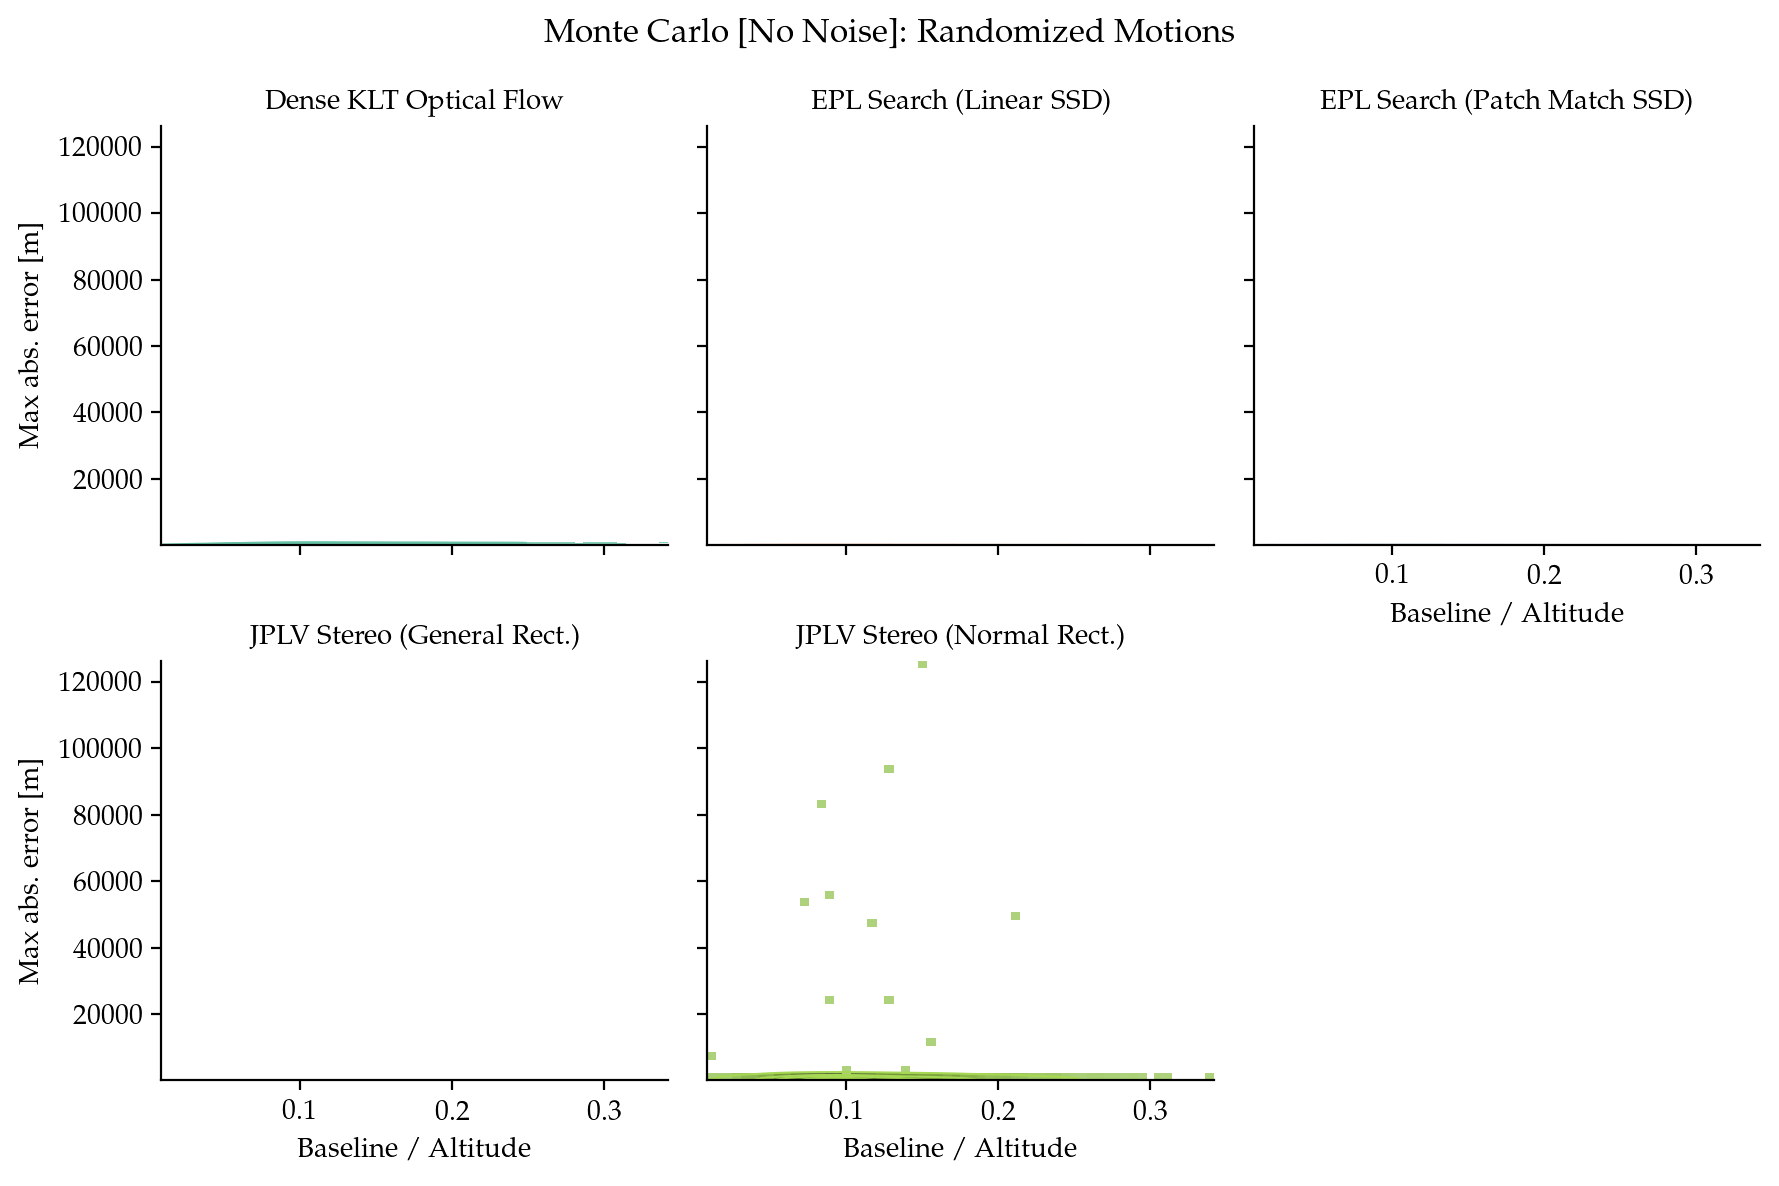 Monte Carlo [No Noise]: Randomized Motions
Dense KLT Optical Flow
EPL Search (Linear SSD)
EPL Search (Patch Match SSD)
120000
100000
80000
60000
40000
20000
Max abs. error [m]
0.1 0.2 0.3
Baseline / Altitude
JPLV Stereo (General Rect.)
JPLV Stereo (Normal Rect.)
120000
100000
80000
60000
40000
20000
Max abs. error [m]
0.1 0.2 0.3
Baseline / Altitude
0.1 0.2 0.3
Baseline / Altitude